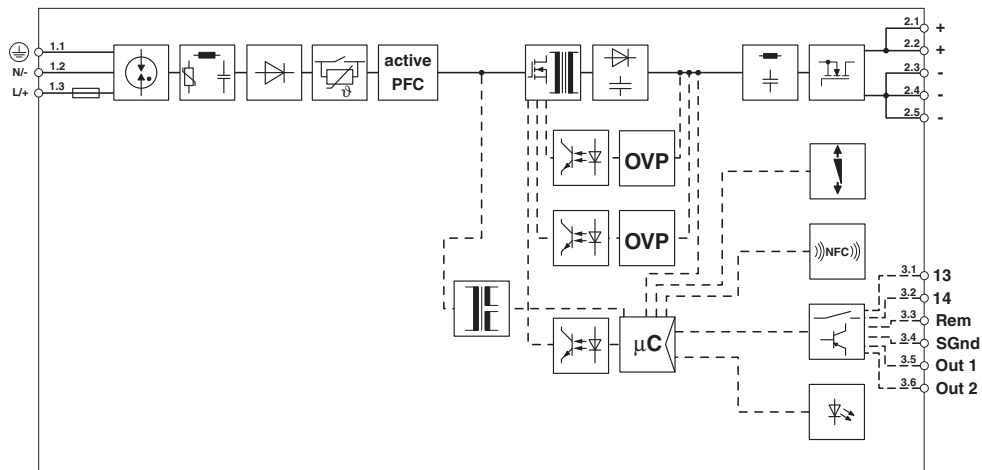 1.1
N/- 1.2
L/+ 1.3
ϑ
active
PFC
2.1 +
2.2 +
2.3 -
2.4 -
2.5 -
OVP
OVP
NFC
μC
3.1 13
3.2 14
3.3 Rem
3.4 SGnd
3.5 Out 1
3.6 Out 2